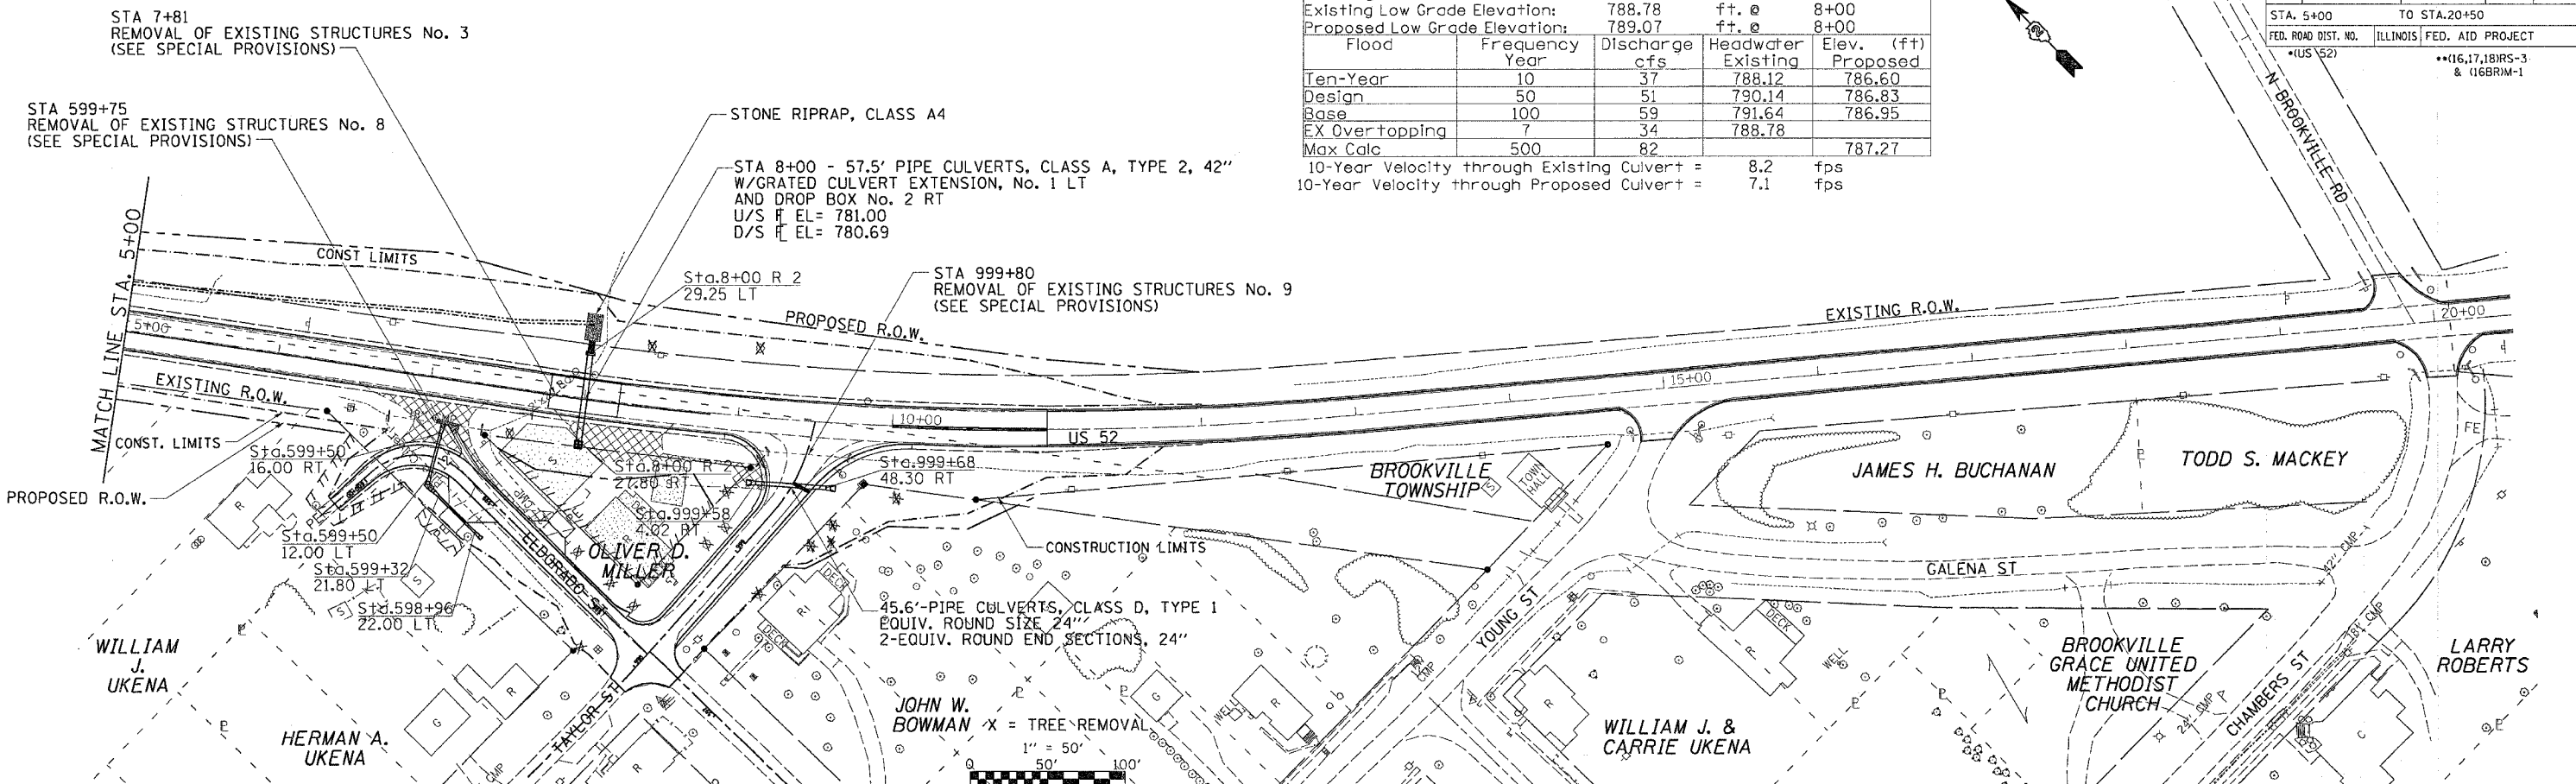 STA 7+81
REMOVAL OF EXISTING STRUCTURES No. 3
(SEE SPECIAL PROVISIONS)
STA 599+75
REMOVAL OF EXISTING STRUCTURES No. 8
(SEE SPECIAL PROVISIONS)
STONE RIPRAP, CLASS A4
STA 8+00 - 57.5' PIPE CULVERTS, CLASS A, TYPE 2, 42"
W/GRATED CULVERT EXTENSION, No. 1 LT
AND DROP BOX No. 2 RT
U/S EL= 781.00
D/S EL= 780.69
Existing Low Grade Elevation: 788.78 ft. @ 8+00
Proposed Low Grade Elevation: 789.07 ft. @ 8+00
Flood Frequency Discharge Headwater Elev. (ft)
Year cfs Existing Proposed
Ten-Year 10 37 788.12 786.60
Design 50 51 790.14 786.83
Base 100 59 791.64 786.95
EX Overtopping 7 34 788.78
Max Calc 500 82 787.27
10-Year Velocity through Existing Culvert = 8.2 fps
10-Year Velocity through Proposed Culvert = 7.1 fps
STA. 5+00 TO STA.20+50
FED. ROAD DIST. NO. ILLINOIS FED. AID PROJECT
•(US 52)
••(16,17,18)RS-3
& (16BR)M-1
N BROOKVILLE RD
MATCH LINE STA. 5+00
CONST LIMITS
5+00
Sta.8+00 R 2
29.25 LT
STA 999+80
REMOVAL OF EXISTING STRUCTURES No. 9
(SEE SPECIAL PROVISIONS)
PROPOSED R.O.W.
EXISTING R.O.W.
20+00
15+00
10+00
US 52
EXISTING R.O.W.
CONST. LIMITS
PROPOSED R.O.W.
Sta.599+50
16.00 RT
Sta.8+00 R 2
27.80 RT
Sta.999+68
48.30 RT
Sta.999+58
4.02 RT
Sta.599+50
12.00 LT
Sta.599+32
21.80 LT
Sta.598+96
22.00 LT
ELDORADO ST
OLIVER D.
MILLER
CONSTRUCTION LIMITS
BROOKVILLE
TOWNSHIP
TOWN
HALL
S
JAMES H. BUCHANAN
TODD S. MACKEY
FE
GALENA ST
42" CMP
YOUNG ST
DECK
DECK
45.6'-PIPE CULVERTS, CLASS D, TYPE 1
EQUIV. ROUND SIZE 24"
2-EQUIV. ROUND END SECTIONS, 24"
WILLIAM
J.
UKENA
HERMAN A.
UKENA
TAYLOR ST
JOHN W.
BOWMAN
X = TREE REMOVAL
1" = 50'
0 50' 100'
WELL
G
R
WILLIAM J. &
CARRIE UKENA
DECK
WELL
BROOKVILLE
GRACE UNITED
METHODIST
CHURCH
CHAMBERS ST
24" CMP
LARRY
ROBERTS